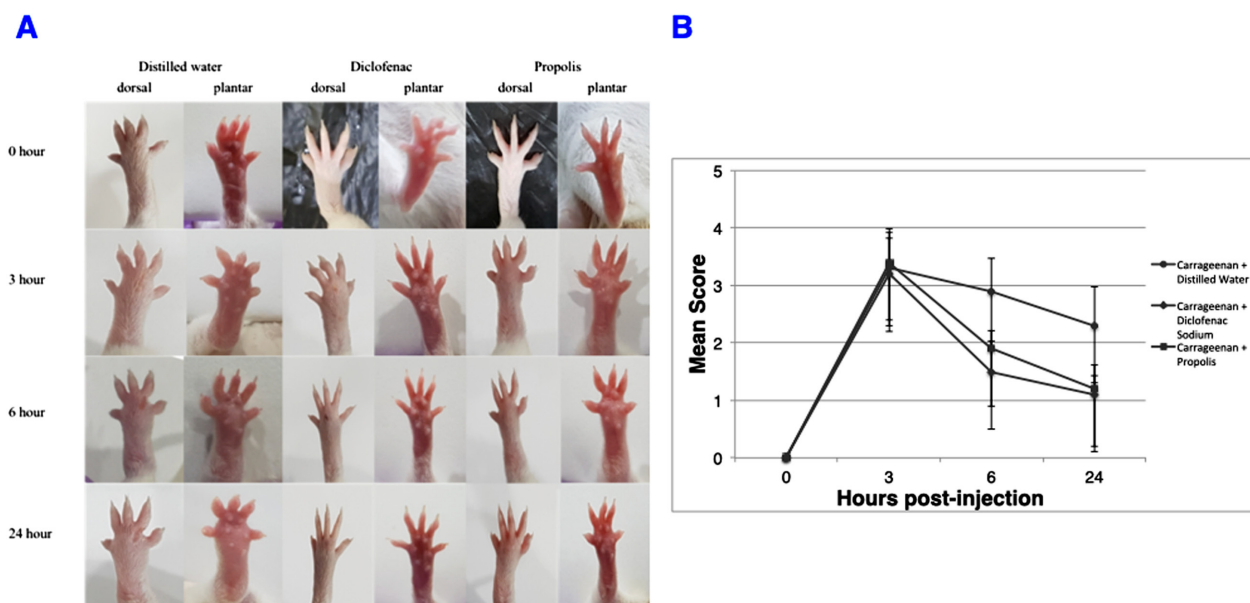 A
Distilled water Diclofenac Propolis
dorsal plantar dorsal plantar dorsal plantar
0 hour
3 hour
6 hour
24 hour
B
5
4
3
2
1
0
Mean Score
0 3 6 24
Hours post-injection
Carrageenan +
Distilled Water
Carrageenan +
Diclofenac
Sodium
Carrageenan +
Propolis